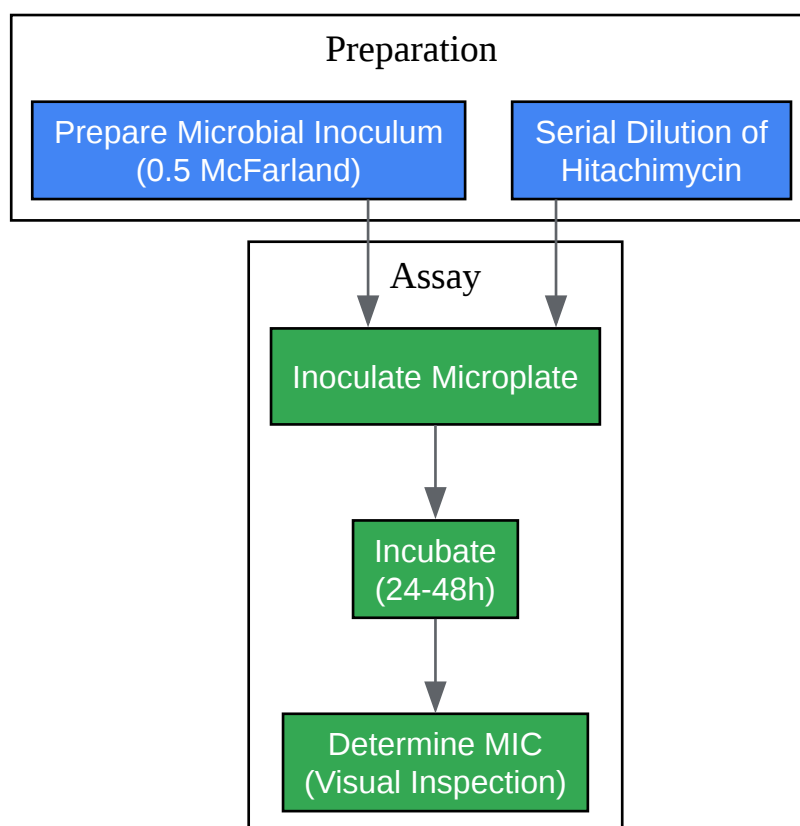 Preparation
Prepare Microbial Inoculum
(0.5 McFarland)
Serial Dilution of
Hitachimycin
Assay
Inoculate Microplate
Incubate
(24-48h)
Determine MIC
(Visual Inspection)